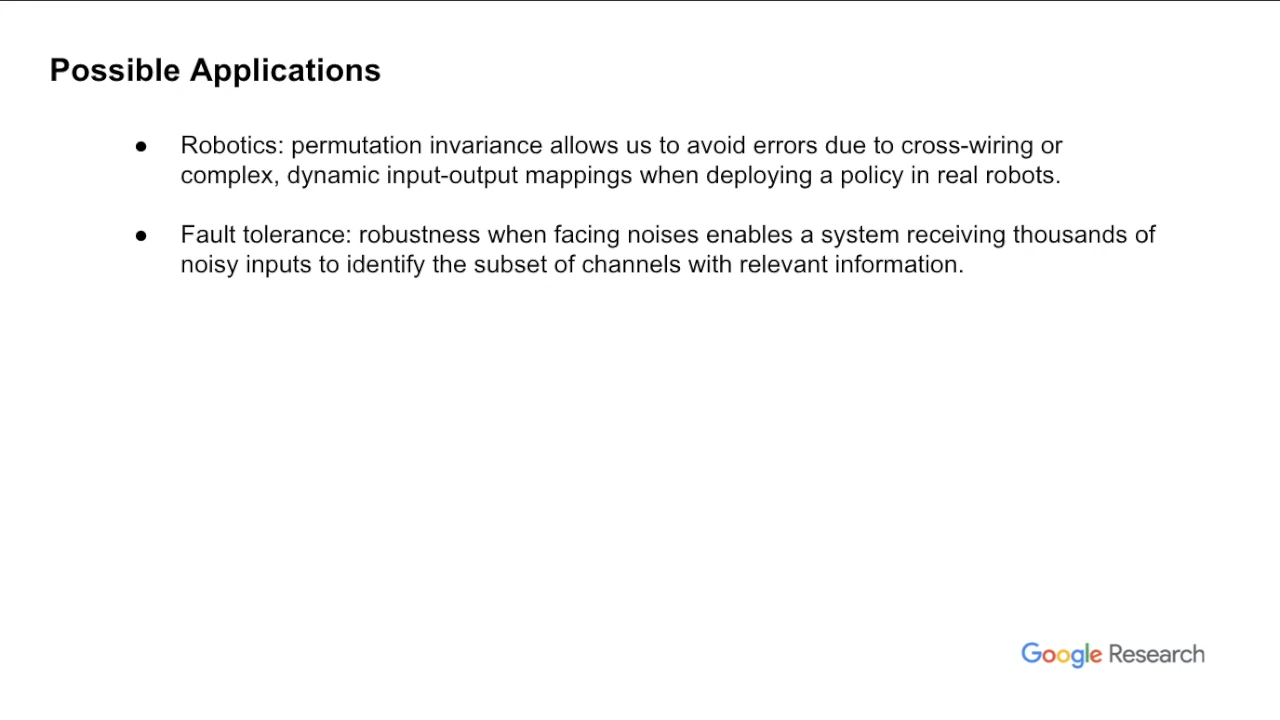 Possible Applications
● Robotics: permutation invariance allows us to avoid errors due to cross-wiring or
complex, dynamic input-output mappings when deploying a policy in real robots.
● Fault tolerance: robustness when facing noises enables a system receiving thousands of
noisy inputs to identify the subset of channels with relevant information.
Google Research